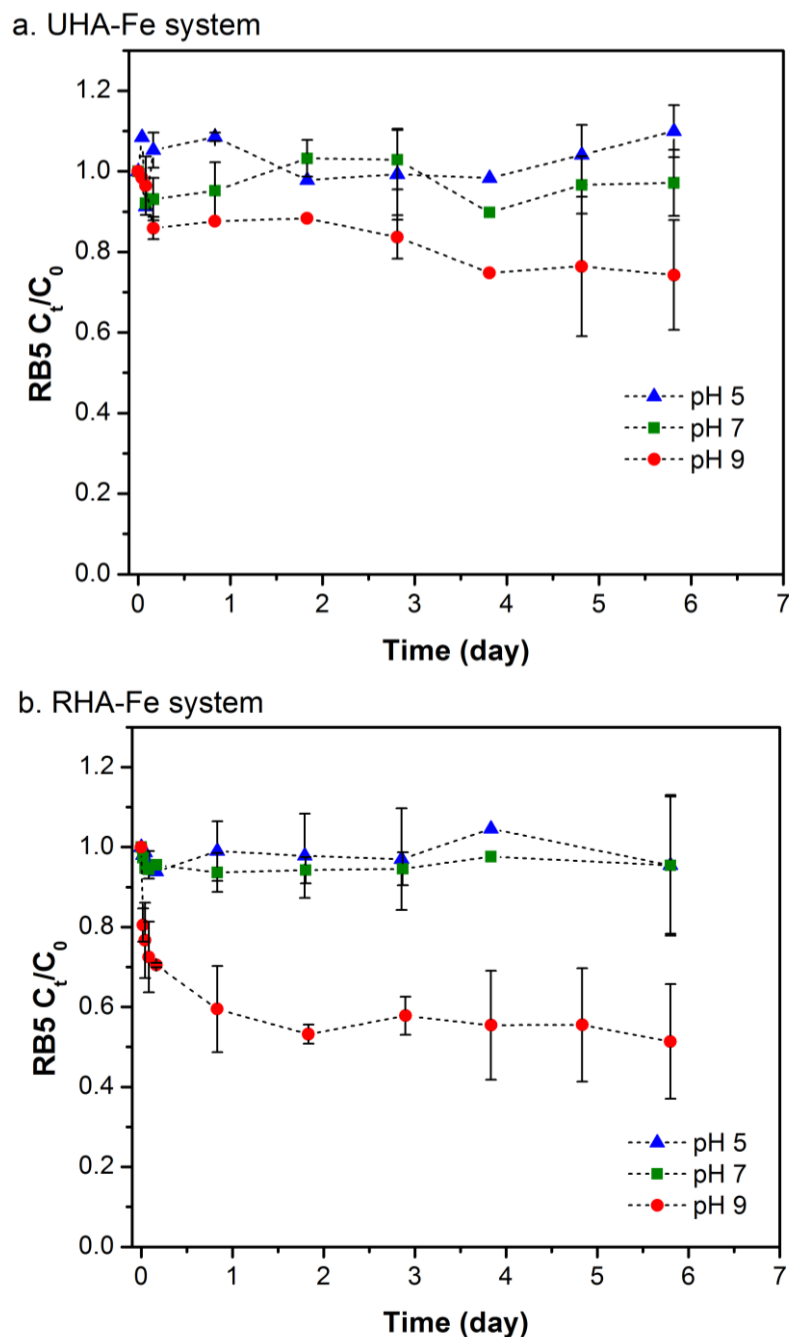 a. UHA-Fe system
1.2
1.0
0.8
0.6
0.4
0.2
0.0
RB5 Ct/C0
pH 5
pH 7
pH 9
0 1 2 3 4 5 6 7
Time (day)
b. RHA-Fe system
1.2
1.0
0.8
0.6
0.4
0.2
0.0
RB5 Ct/C0
pH 5
pH 7
pH 9
0 1 2 3 4 5 6 7
Time (day)